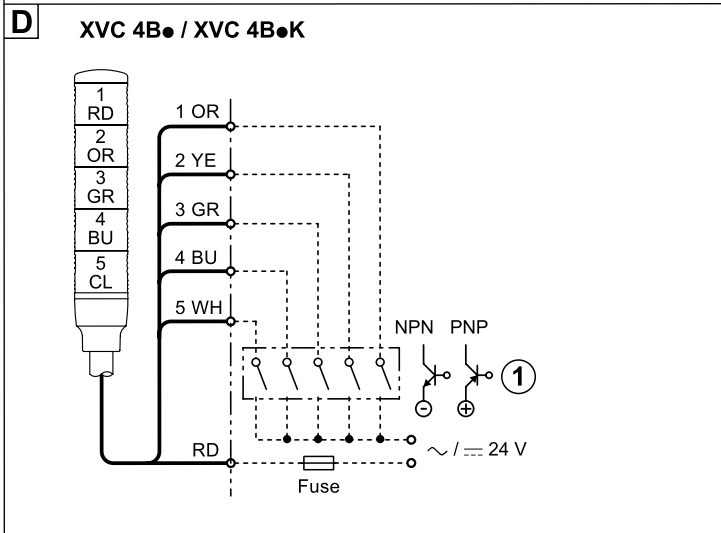 D
XVC 4B● / XVC 4B●K
1
RD
2
OR
3
GR
4
BU
5
CL
1 OR
2 YE
3 GR
4 BU
5 WH
RD
NPN PNP
1
24 V
Fuse